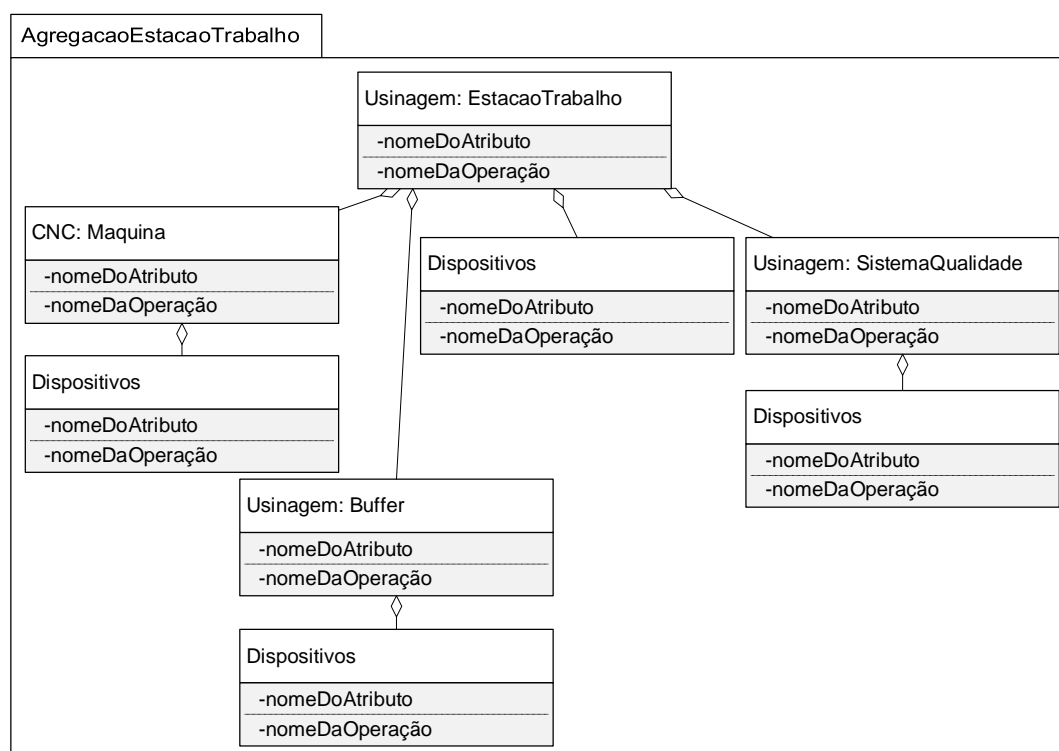 AgregacaoEstacaoTrabalho
Usinagem: EstacaoTrabalho
-nomeDoAtributo
-nomeDaOperação
CNC: Maquina
-nomeDoAtributo
-nomeDaOperação
Dispositivos
-nomeDoAtributo
-nomeDaOperação
Usinagem: SistemaQualidade
-nomeDoAtributo
-nomeDaOperação
Dispositivos
-nomeDoAtributo
-nomeDaOperação
Dispositivos
-nomeDoAtributo
-nomeDaOperação
Usinagem: Buffer
-nomeDoAtributo
-nomeDaOperação
Dispositivos
-nomeDoAtributo
-nomeDaOperação